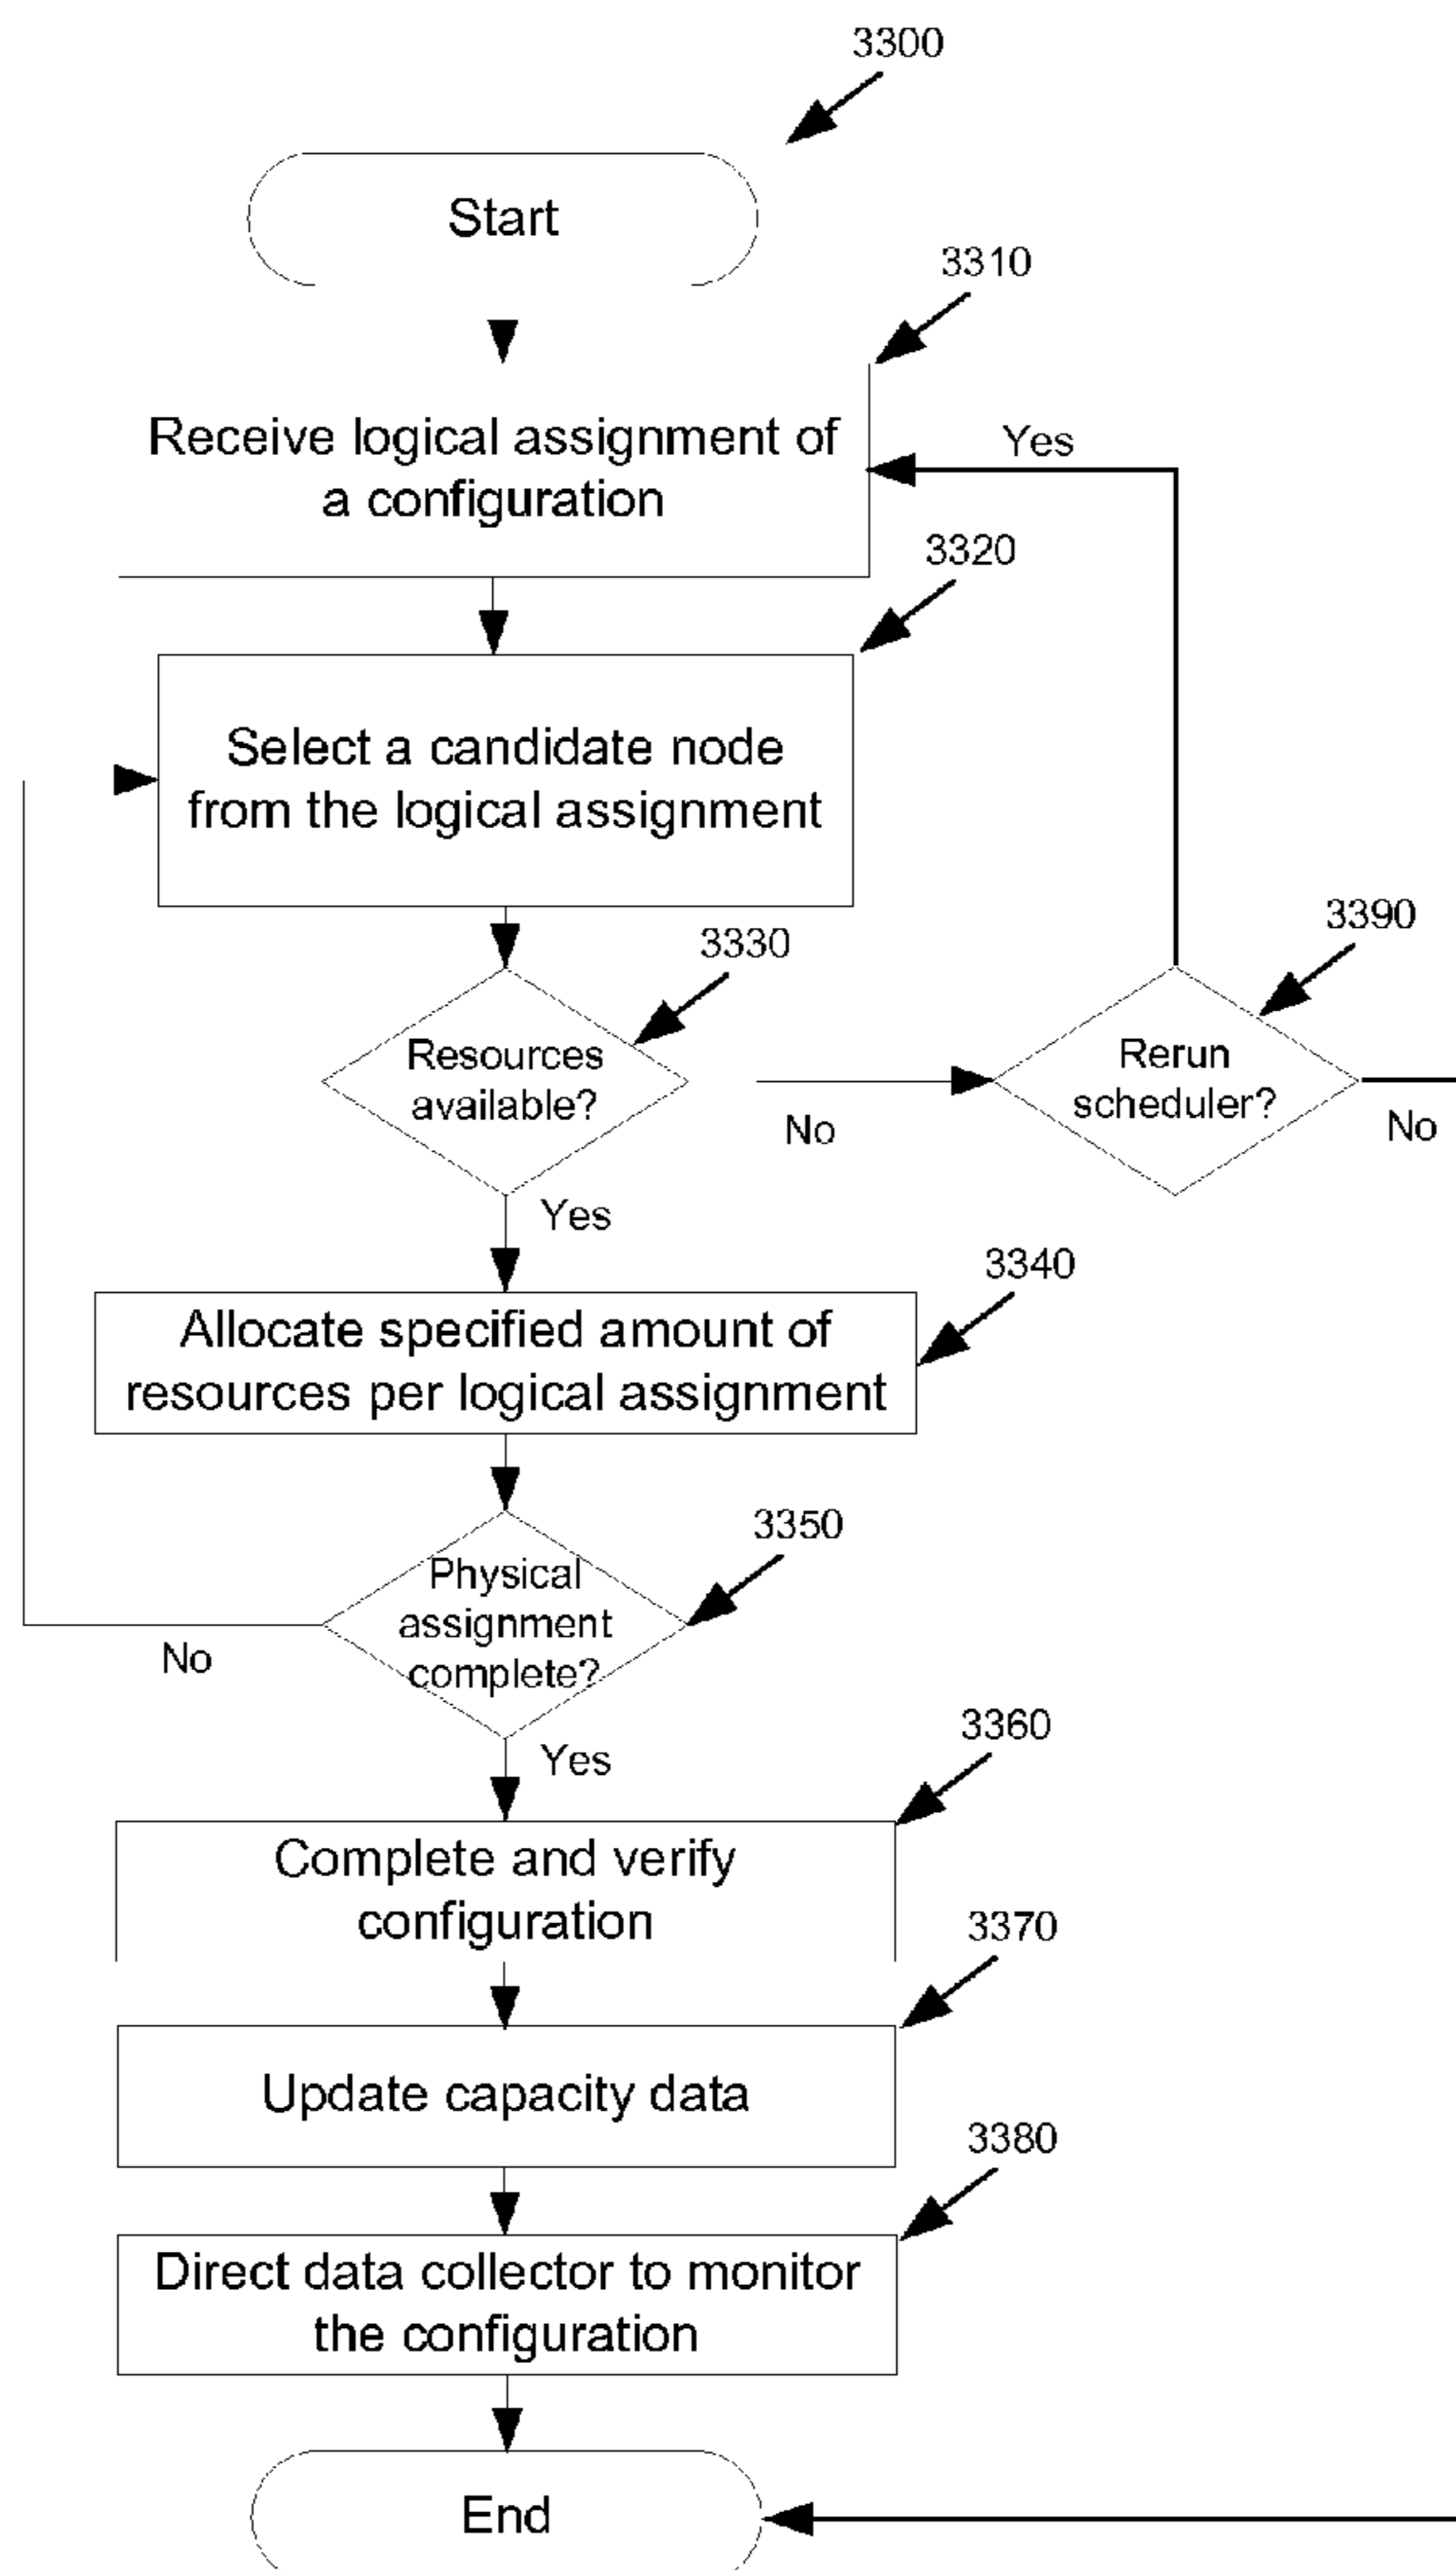 3300
Start
3310
Receive logical assignment of
a configuration
Yes
3320
Select a candidate node
from the logical assignment
3390
3330
Resources
available?
No
Rerun
scheduler?
No
Yes
3340
Allocate specified amount of
resources per logical assignment
3350
Physical
assignment
complete?
No
Yes
3360
Complete and verify
configuration
3370
Update capacity data
3380
Direct data collector to monitor
the configuration
End